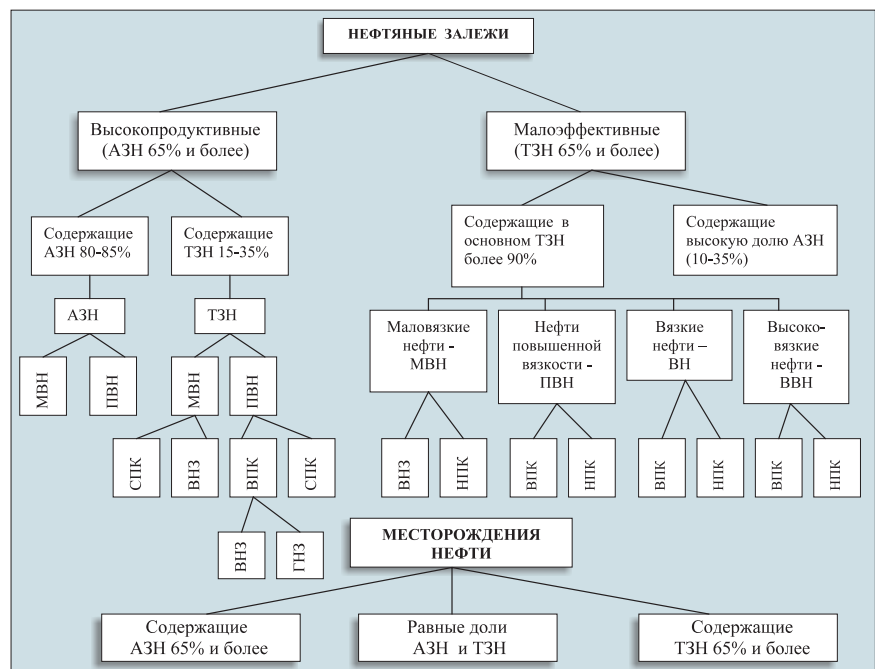 НЕФТЯНЫЕ ЗАЛЕЖИ
Высокопродуктивные
(АЗН 65% и более)
Малоэффективные
(ТЗН 65% и более)
Содержащие
АЗН 80-85%
Содержащие
ТЗН 15-35%
Содержащие в
основном ТЗН
более 90%
Содержащие
высокую долю АЗН
(10-35%)
АЗН
ТЗН
Маловязкие
нефти -
МВН
Нефти
повышенной
вязкости -
ПВН
Вязкие
нефти –
ВН
Высоко-
вязкие
нефти -
ВВН
МВН
ПВН
МВН
ПВН
СПК
ВНЗ
ВПК
СПК
ВНЗ
НПК
ВПК
НПК
ВПК
НПК
ВПК
НПК
ВНЗ
ГНЗ
МЕСТОРОЖДЕНИЯ
НЕФТИ
Содержащие
АЗН 65% и более
Равные доли
АЗН и ТЗН
Содержащие
ТЗН 65% и более